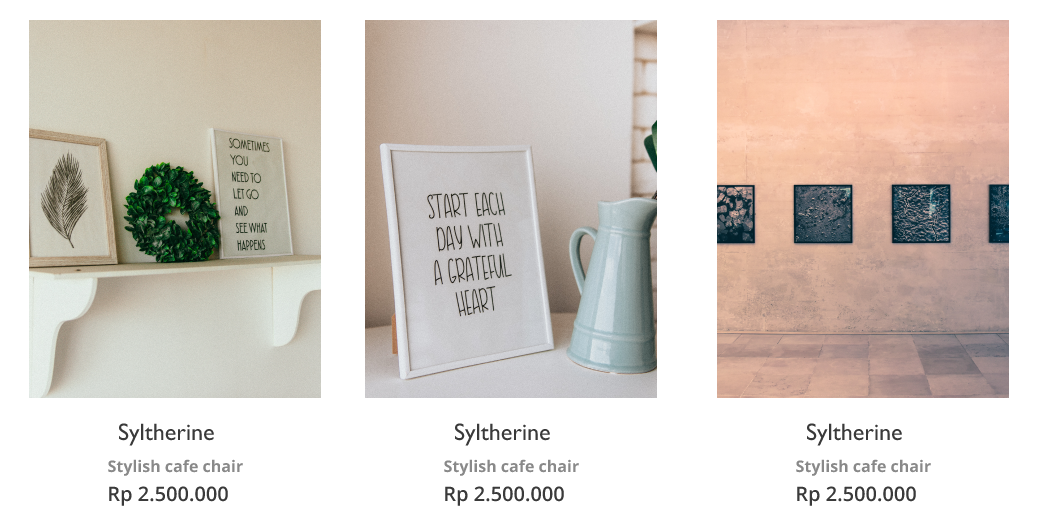 SOMETIMES
YOU
NEED TO
LET GO
AND
SEE WHAT
HAPPENS
START EACH
DAY WITH
A GRATEFUL
HEART
Syltherine
Stylish cafe chair
Rp 2.500.000
Syltherine
Stylish cafe chair
Rp 2.500.000
Syltherine
Stylish cafe chair
Rp 2.500.000